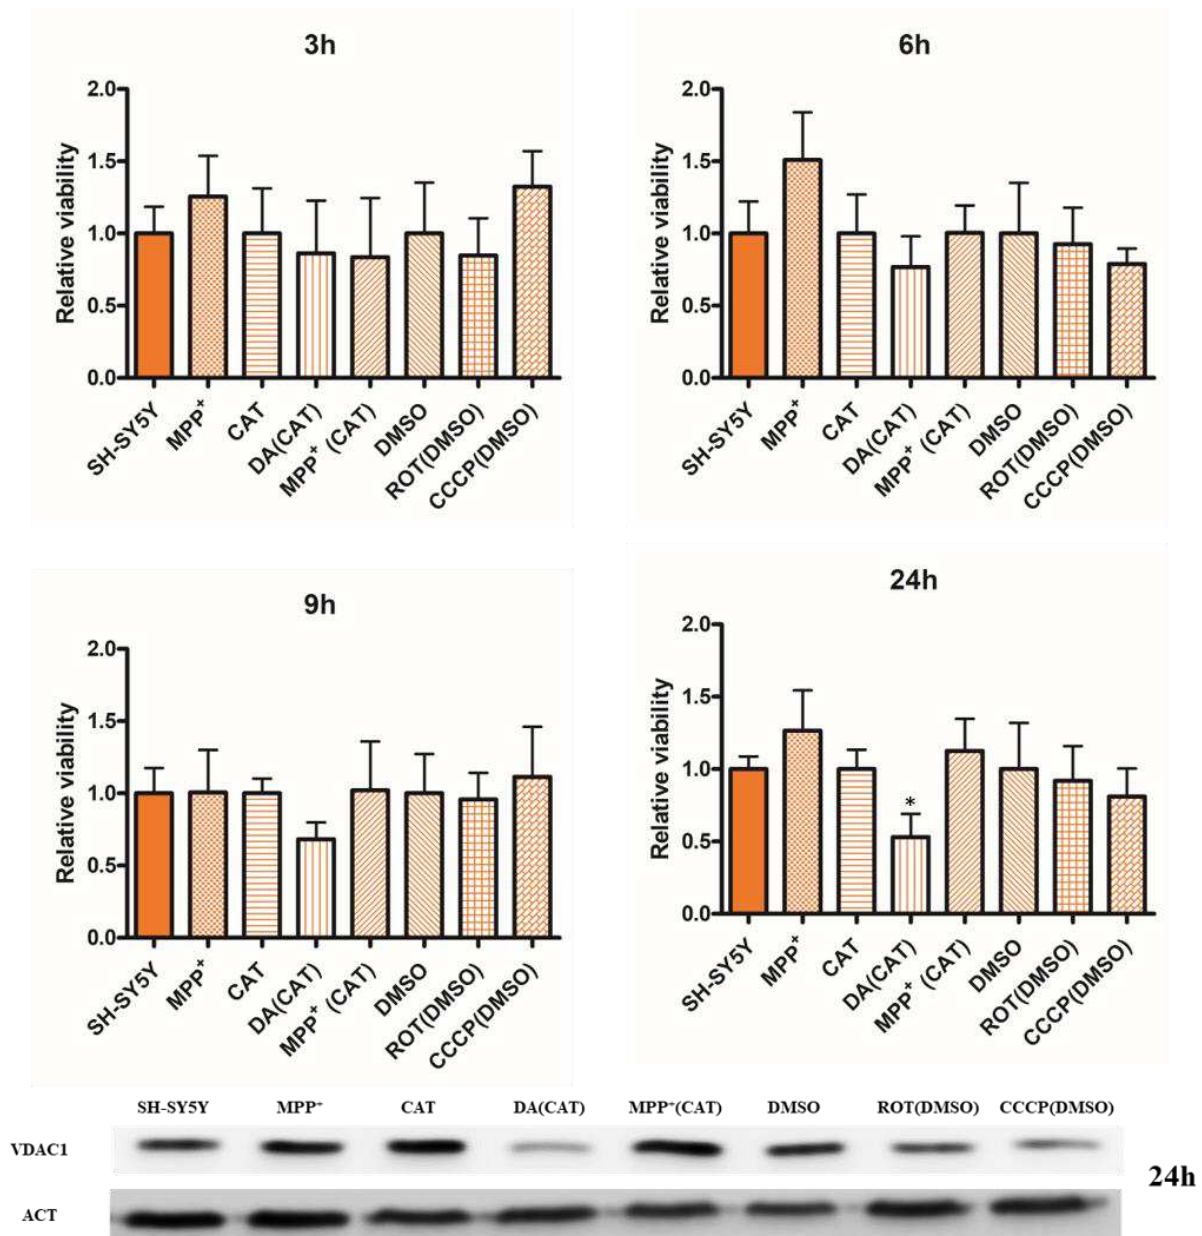 3h
2.0
1.5
1.0
0.5
0.0
Relative viability
SH-SY5Y
MPP⁺
CAT
DA(CAT)
MPP⁺ (CAT)
DMSO
ROT(DMSO)
CCCP(DMSO)
6h
2.0
1.5
1.0
0.5
0.0
Relative viability
SH-SY5Y
MPP⁺
CAT
DA(CAT)
MPP⁺ (CAT)
DMSO
ROT(DMSO)
CCCP(DMSO)
9h
2.0
1.5
1.0
0.5
0.0
Relative viability
SH-SY5Y
MPP⁺
CAT
DA(CAT)
MPP⁺ (CAT)
DMSO
ROT(DMSO)
CCCP(DMSO)
24h
2.0
1.5
1.0
0.5
0.0
Relative viability
*
SH-SY5Y
MPP⁺
CAT
DA(CAT)
MPP⁺ (CAT)
DMSO
ROT(DMSO)
CCCP(DMSO)
SH-SY5Y MPP⁺ CAT DA(CAT) MPP⁺(CAT) DMSO ROT(DMSO) CCCP(DMSO)
VDAC1
24h
ACT